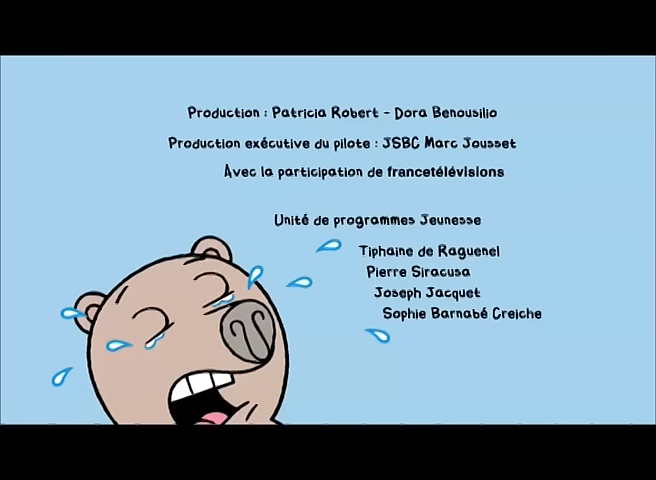 Production : Patricia Robert - Dora Benousilio
Production exécutive du pilote : JSBC Marc Jousset
Avec la participation de francetélévisions
Unité de programmes Jeunesse
Tiphaine de Raguenel
Pierre Siracusa
Joseph Jacquet
Sophie Barnabé Creiche